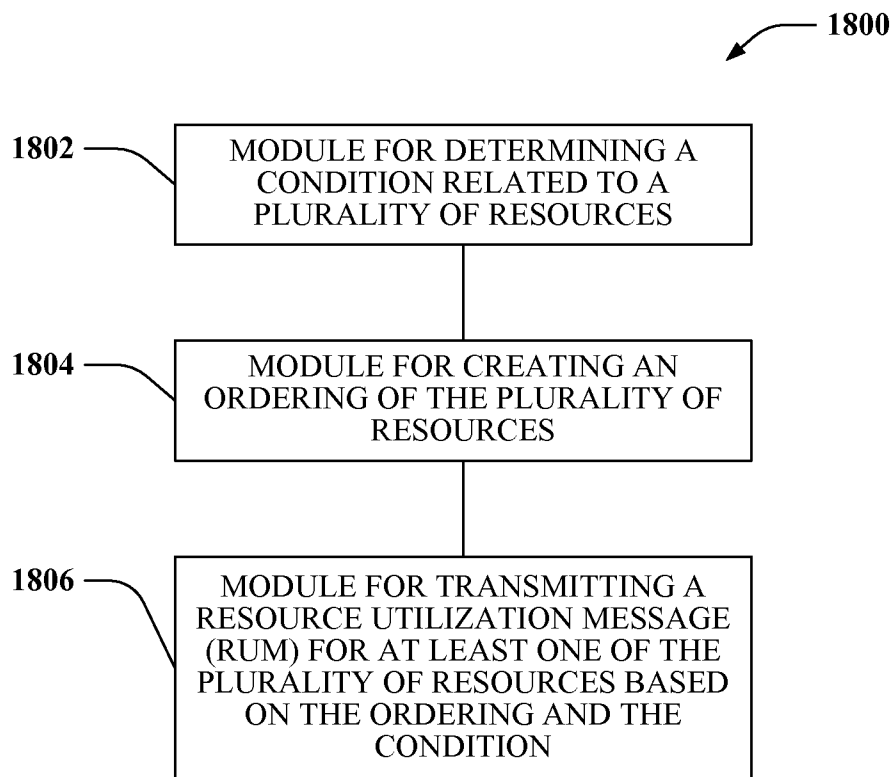 1800
1802
MODULE FOR DETERMINING A
CONDITION RELATED TO A
PLURALITY OF RESOURCES
1804
MODULE FOR CREATING AN
ORDERING OF THE PLURALITY OF
RESOURCES
1806
MODULE FOR TRANSMITTING A
RESOURCE UTILIZATION MESSAGE
(RUM) FOR AT LEAST ONE OF THE
PLURALITY OF RESOURCES BASED
ON THE ORDERING AND THE
CONDITION